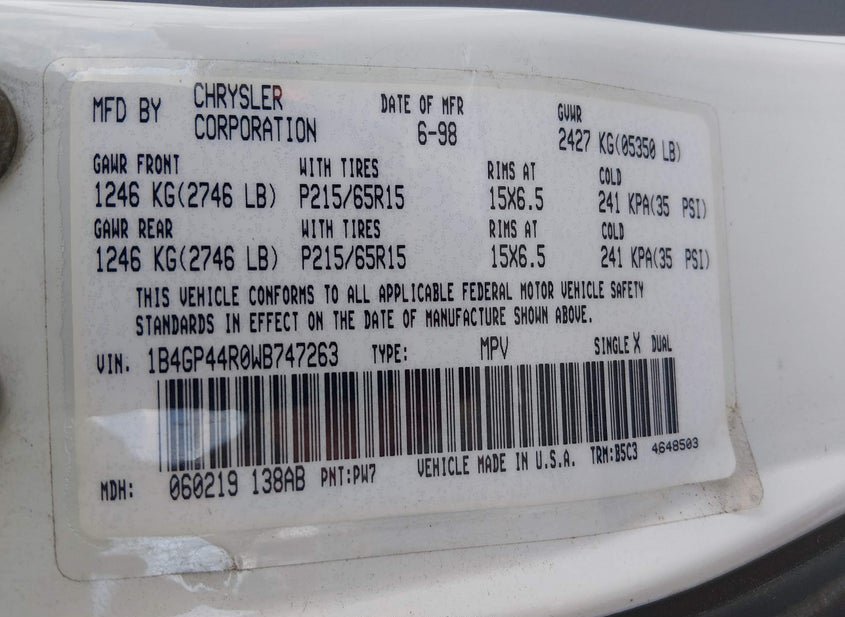 MFD BY CHRYSLER CORPORATION DATE OF MFR 6-98 GVWR 2427 KG(05350 LB)
GAWR FRONT WITH TIRES RIMS AT COLD
1246 KG(2746 LB) P215/65R15 15X6.5 241 KPA(35 PSI)
GAWR REAR WITH TIRES RIMS AT COLD
1246 KG(2746 LB) P215/65R15 15X6.5 241 KPA(35 PSI)
THIS VEHICLE CONFORMS TO ALL APPLICABLE FEDERAL MOTOR VEHICLE SAFETY
STANDARDS IN EFFECT ON THE DATE OF MANUFACTURE SHOWN ABOVE.
VIN. 1B4GP44R0WB747263 TYPE: MPV SINGLE X DUAL
MDH: 060219 138AB PNT:PW7 VEHICLE MADE IN U.S.A. TRM:B5C3 4648503